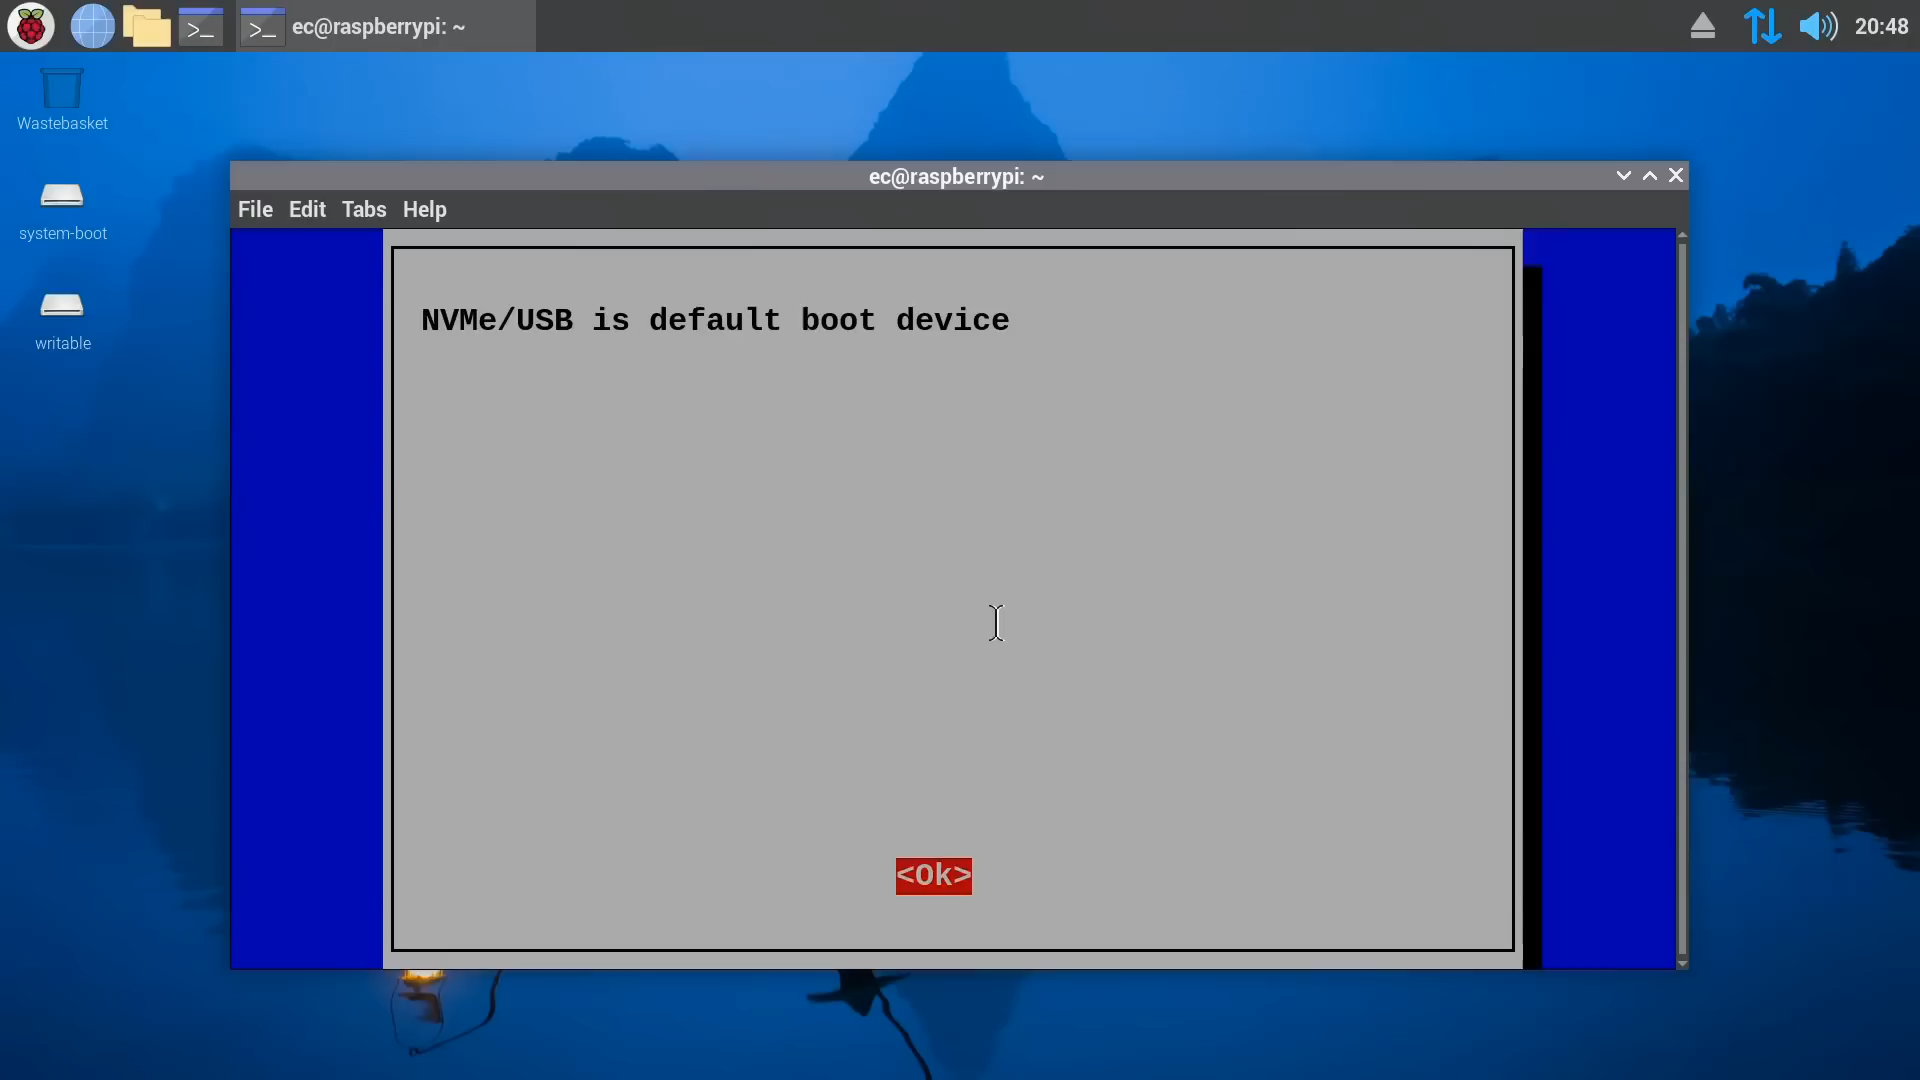 ec@raspberrypi: ~
20:48
Wastebasket
system-boot
writable
ec@raspberrypi: ~
File Edit Tabs Help
NVMe/USB is default boot device
<Ok>